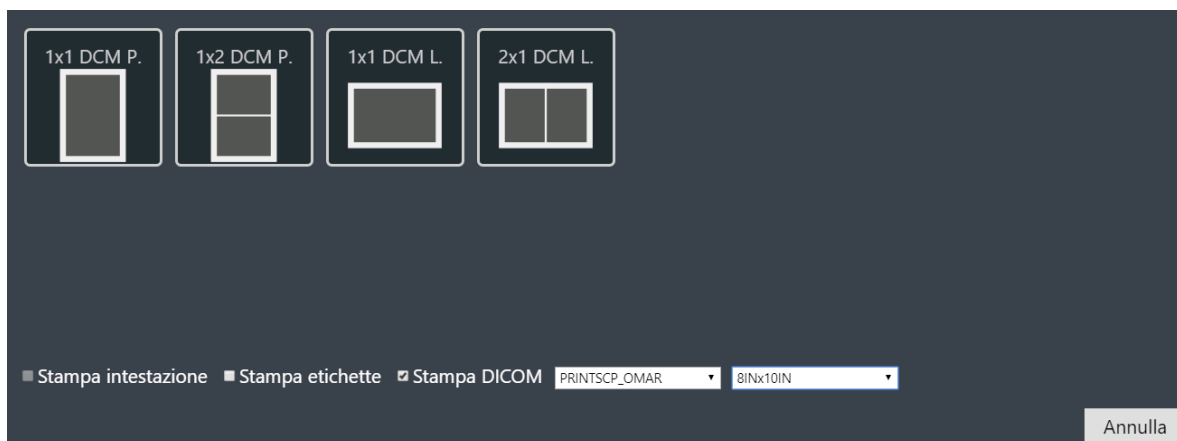 1x1 DCM P. 1x2 DCM P. 1x1 DCM L. 2x1 DCM L.
Stampa intestazione Stampa etichette Stampa DICOM PRINTSCP_OMAR 8INx10IN
Annulla